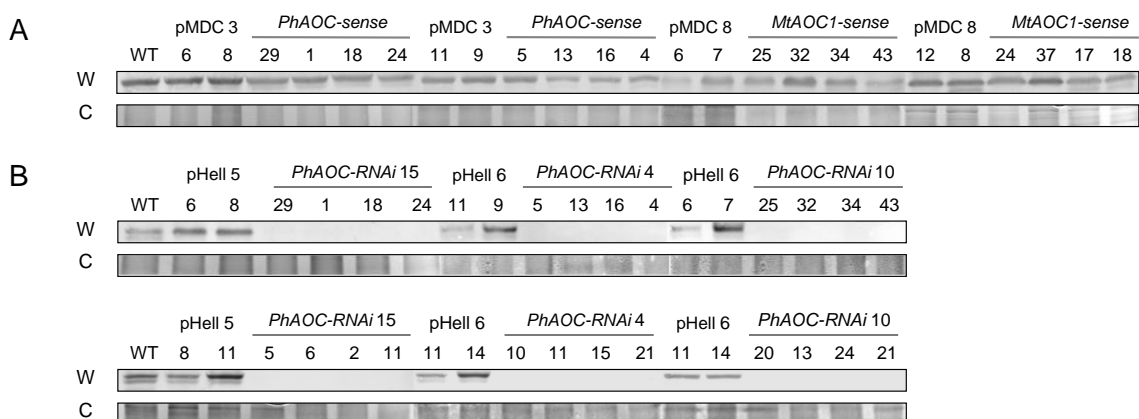 A
pMDC 3 PhAOC-sense pMDC 3 PhAOC-sense pMDC 8 MtAOC1-sense pMDC 8 MtAOC1-sense
WT 6 8 29 1 18 24 11 9 5 13 16 4 6 7 25 32 34 43 12 8 24 37 17 18
W
C
B
pHell 5 PhAOC-RNAi 15 pHell 6 PhAOC-RNAi 4 pHell 6 PhAOC-RNAi 10
WT 6 8 29 1 18 24 11 9 5 13 16 4 6 7 25 32 34 43
W
C
pHell 5 PhAOC-RNAi 15 pHell 6 PhAOC-RNAi 4 pHell 6 PhAOC-RNAi 10
WT 8 11 5 6 2 11 11 14 10 11 15 21 11 14 20 13 24 21
W
C